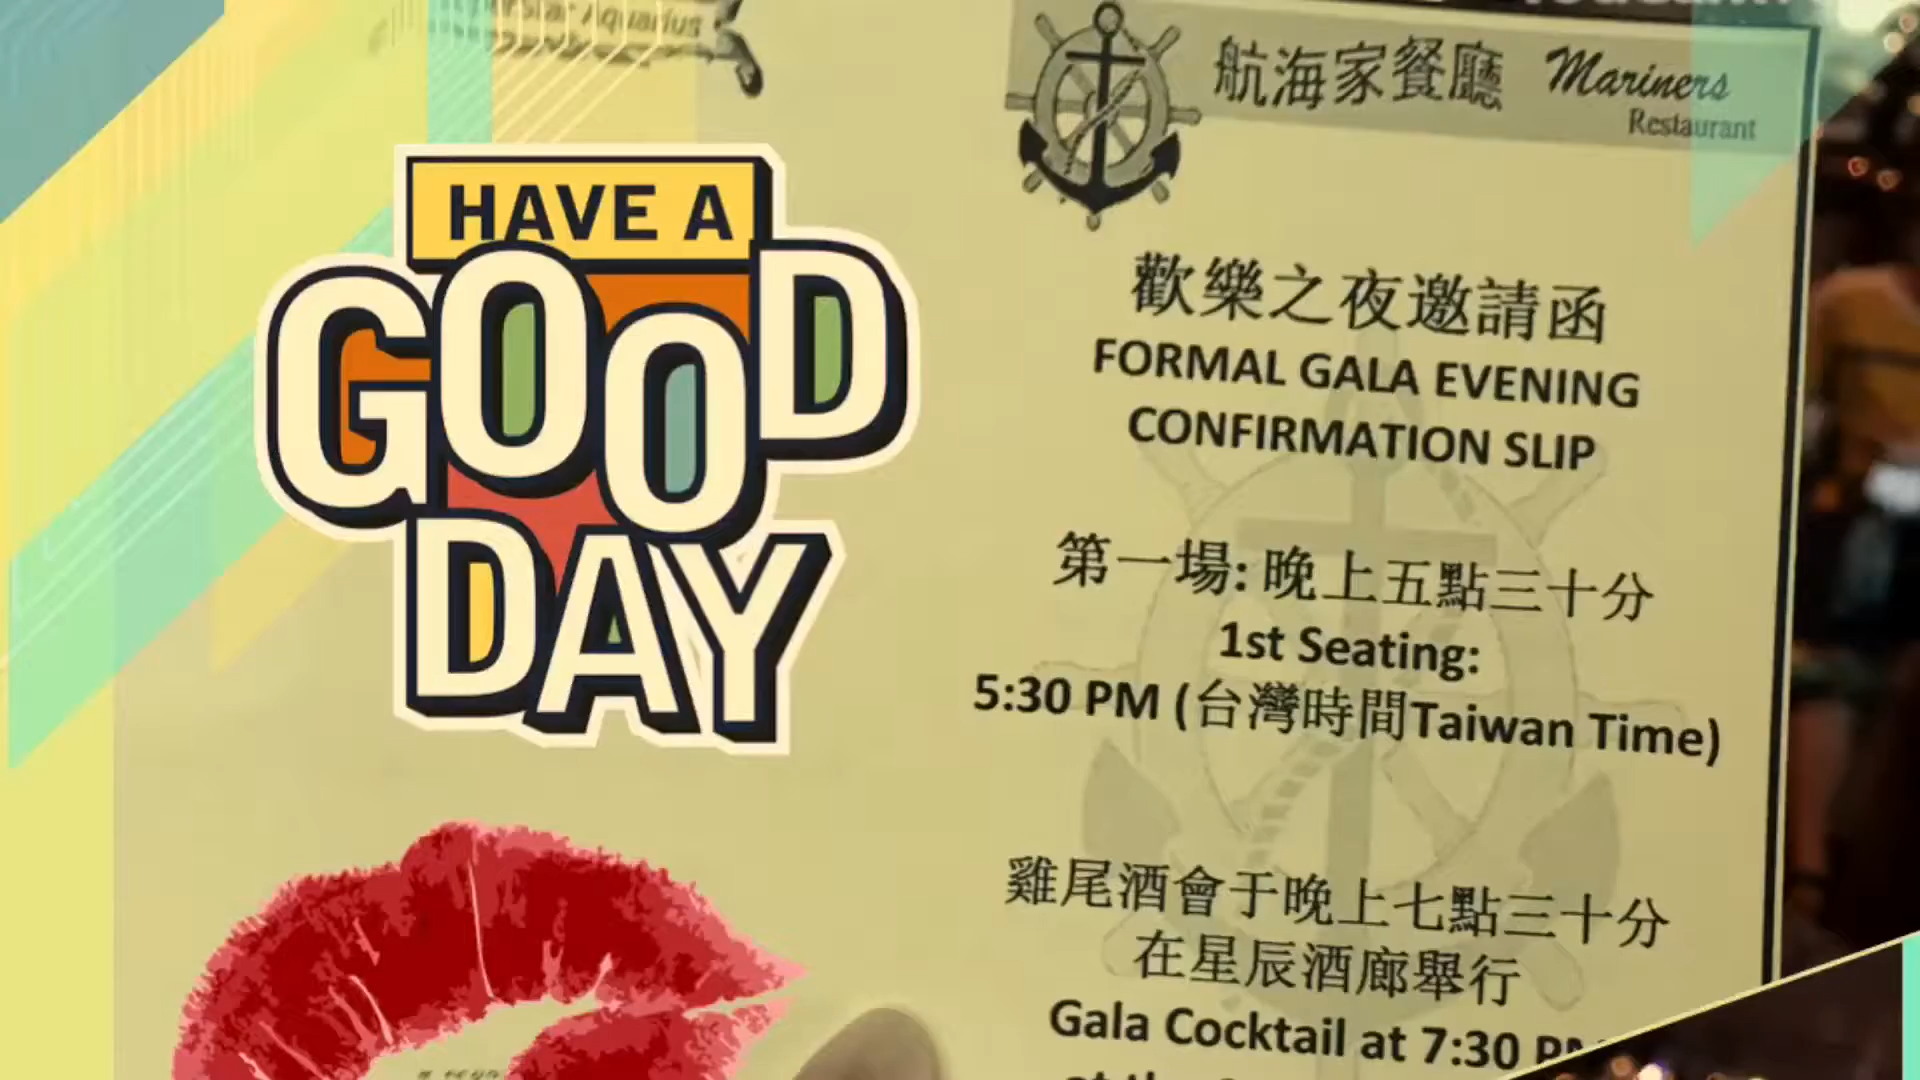 Star Aquarius
航海家餐廳 Mariners
Restaurant
HAVE A
GOOD
DAY
歡樂之夜邀請函
FORMAL GALA EVENING
CONFIRMATION SLIP
第一場: 晚上五點三十分
1st Seating:
5:30 PM (台灣時間Taiwan Time)
雞尾酒會于晚上七點三十分
在星辰酒廊舉行
Gala Cocktail at 7:30 PM